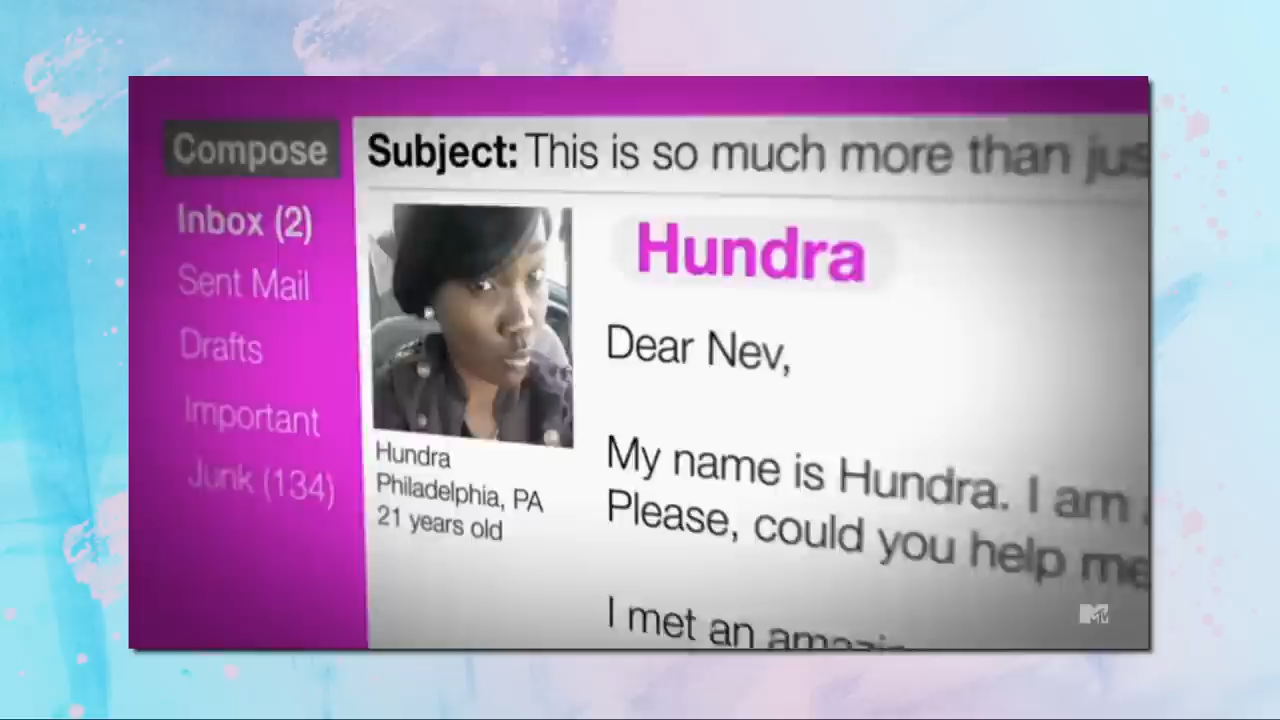 Compose
Inbox (2)
Sent Mail
Drafts
Important
Junk (134)
Subject: This is so much more than
Hundra
Hundra
Philadelphia, PA
21 years old
Dear Nev,
My name is Hundra. I am
Please, could you help me
I met an
MTV